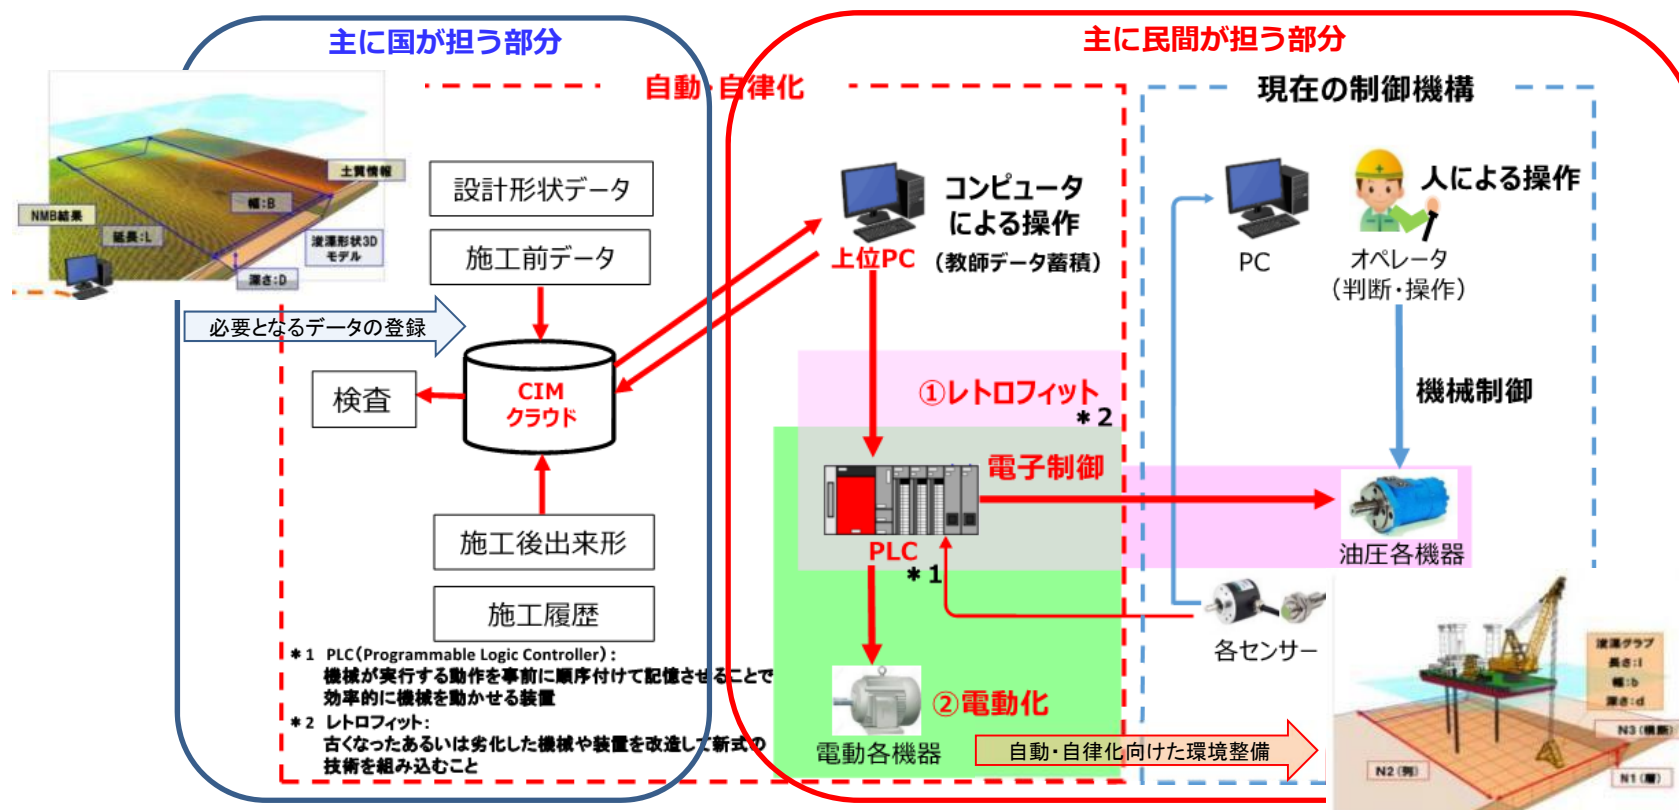 主に国が担う部分
主に民間が担う部分
自動・自律化
現在の制御機構
土質情報
幅:B
NMB結果
延長:L
浚渫形状3D
モデル
深さ:D
設計形状データ
施工前データ
必要となるデータの登録
CIM
クラウド
検査
施工後出来形
施工履歴
コンピュータ
による操作
(教師データ蓄積)
上位PC
PC
人による操作
オペレータ
(判断・操作)
機械制御
①レトロフィット
*2
電子制御
PLC
*1
油圧各機器
各センサー
②電動化
電動各機器
自動・自律化向けた環境整備
浚渫グラブ
長さ:l
幅:b
深さ:d
N3(横断)
N2(列)
N1(層)
*1 PLC(Programmable Logic Controller):
機械が実行する動作を事前に順序付けて記憶させることで
効率的に機械を動かせる装置
*2 レトロフィット:
古くなったあるいは劣化した機械や装置を改造して新式の
技術を組み込むこと